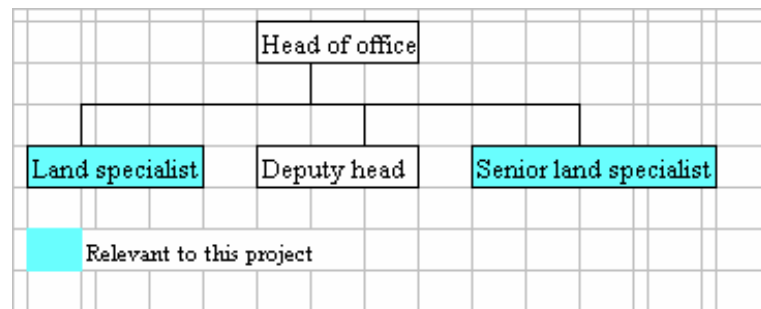 Head of office
Land specialist
Deputy head
Senior land specialist
Relevant to this project